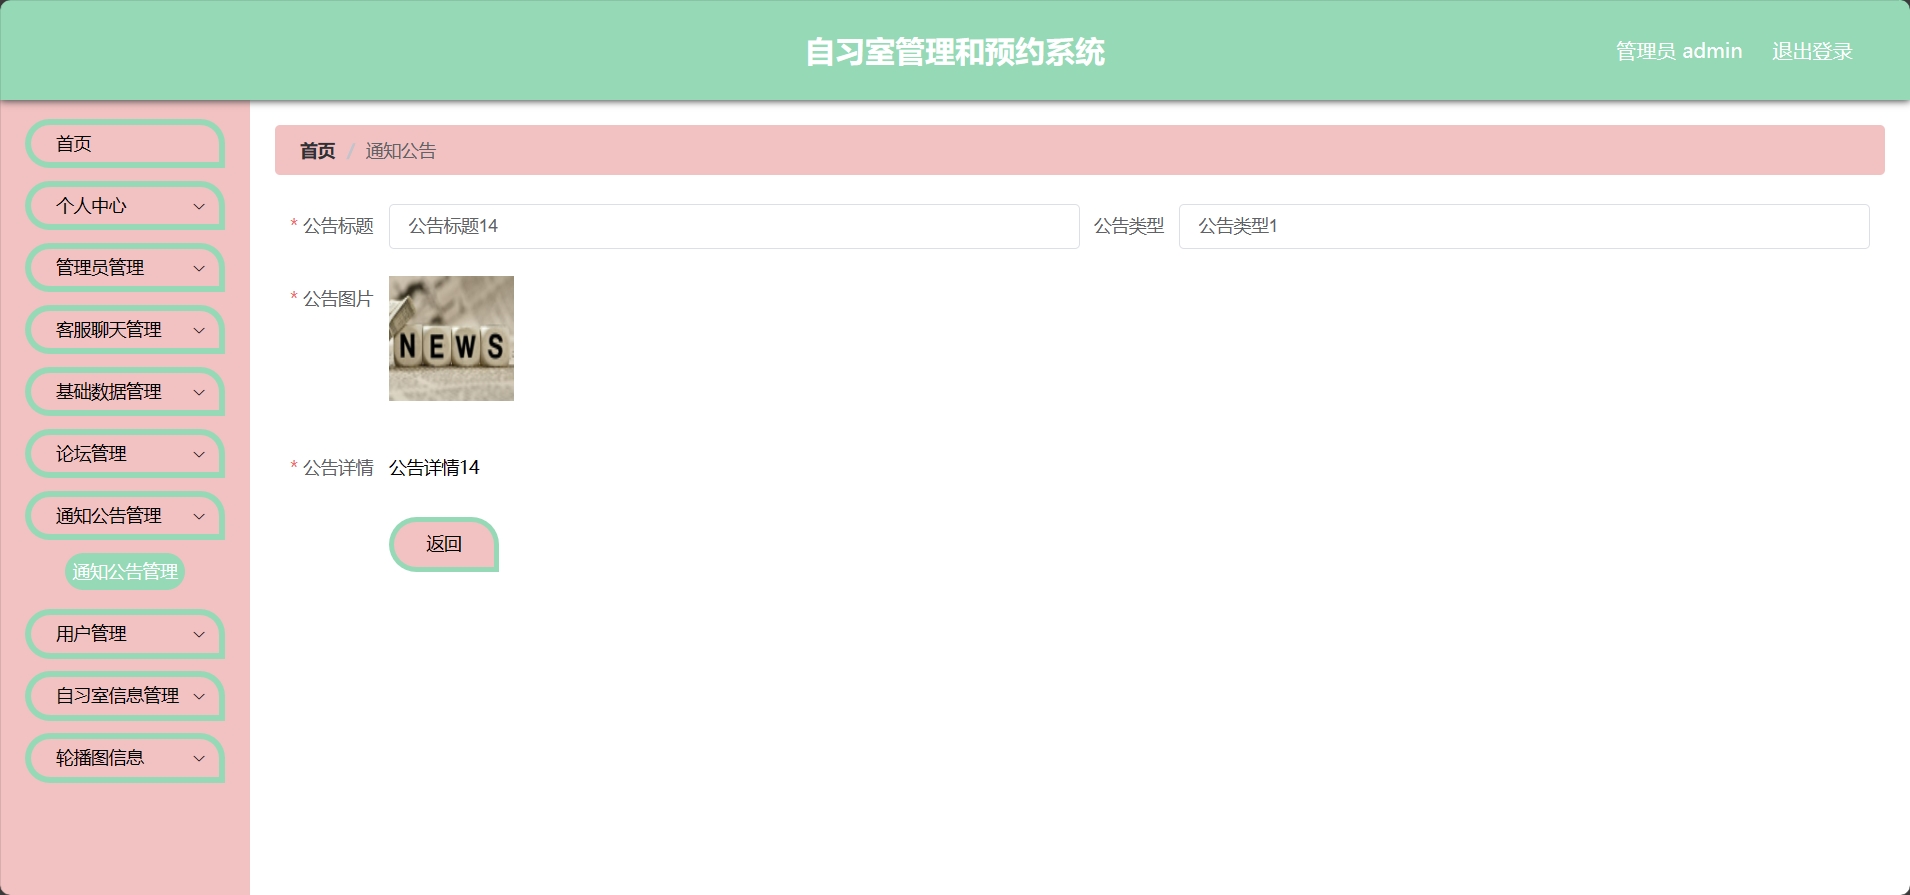 自习室管理和预约系统
管理员 admin
退出登录
首页
个人中心
管理员管理
客服聊天管理
基础数据管理
论坛管理
通知公告管理
通知公告管理
用户管理
自习室信息管理
轮播图信息
首页 / 通知公告
* 公告标题 公告标题14 公告类型 公告类型1
* 公告图片
NEWS
* 公告详情 公告详情14
返回